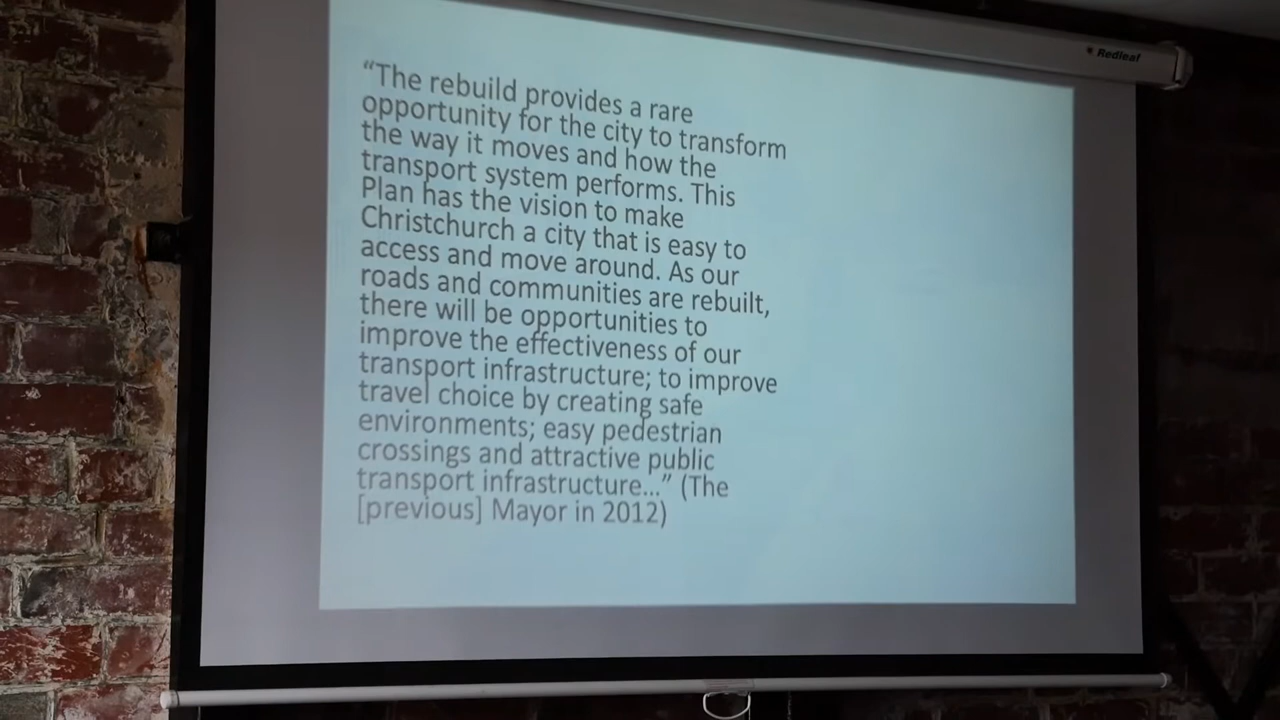 Redleaf
“The rebuild provides a rare
opportunity for the city to transform
the way it moves and how the
transport system performs. This
Plan has the vision to make
Christchurch a city that is easy to
access and move around. As our
roads and communities are rebuilt,
there will be opportunities to
improve the effectiveness of our
transport infrastructure; to improve
travel choice by creating safe
environments; easy pedestrian
crossings and attractive public
transport infrastructure...” (The
[previous] Mayor in 2012)